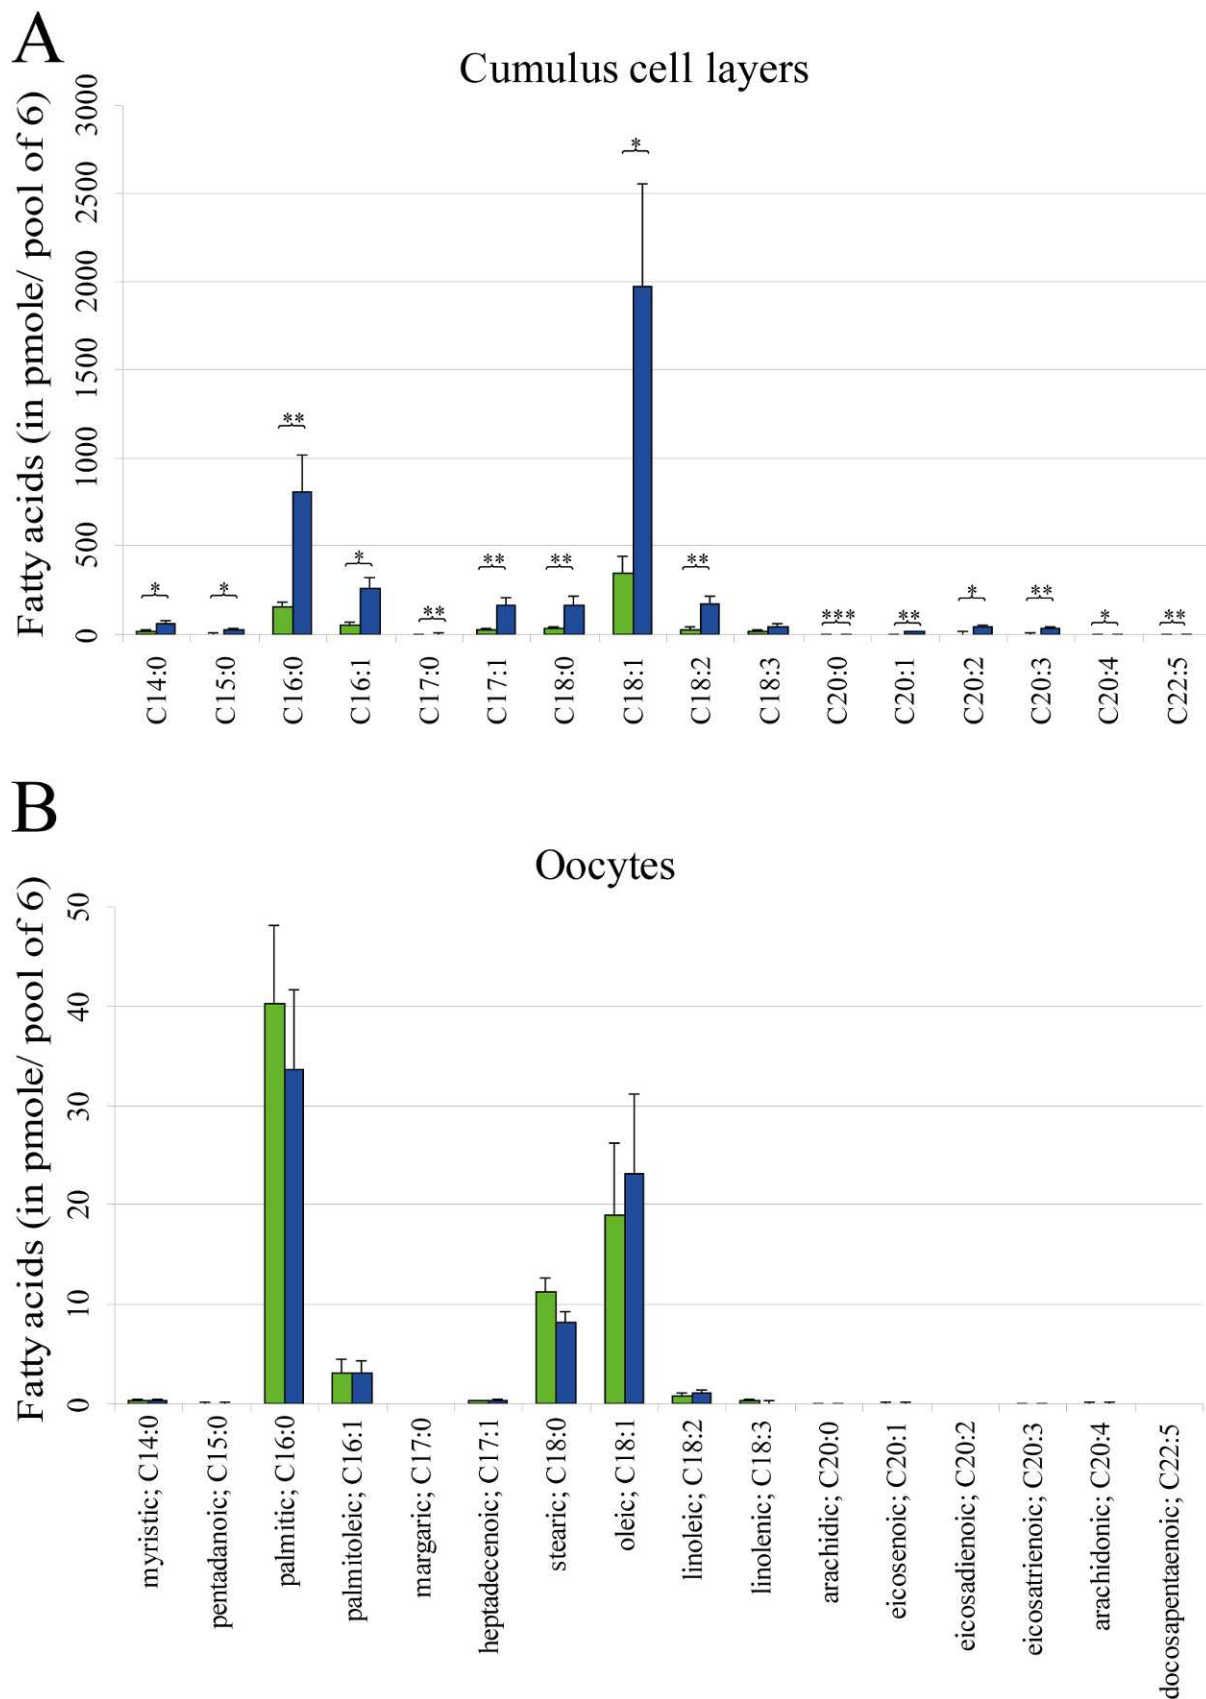 A
Cumulus cell layers
Fatty acids (in pmole/ pool of 6)
3000
2500
2000
1500
1000
500
0
*
*
**
*
**
**
**
*
**
***
**
*
**
*
**
C14:0
C15:0
C16:0
C16:1
C17:0
C17:1
C18:0
C18:1
C18:2
C18:3
C20:0
C20:1
C20:2
C20:3
C20:4
C22:5
B
Oocytes
Fatty acids (in pmole/ pool of 6)
50
40
30
20
10
0
myristic; C14:0
pentadanoic; C15:0
palmitic; C16:0
palmitoleic; C16:1
margaric; C17:0
heptadecenoic; C17:1
stearic; C18:0
oleic; C18:1
linoleic; C18:2
linolenic; C18:3
arachidic; C20:0
eicosenoic; C20:1
eicosadienoic; C20:2
eicosatrienoic; C20:3
arachidonic; C20:4
docosapentaenoic; C22:5